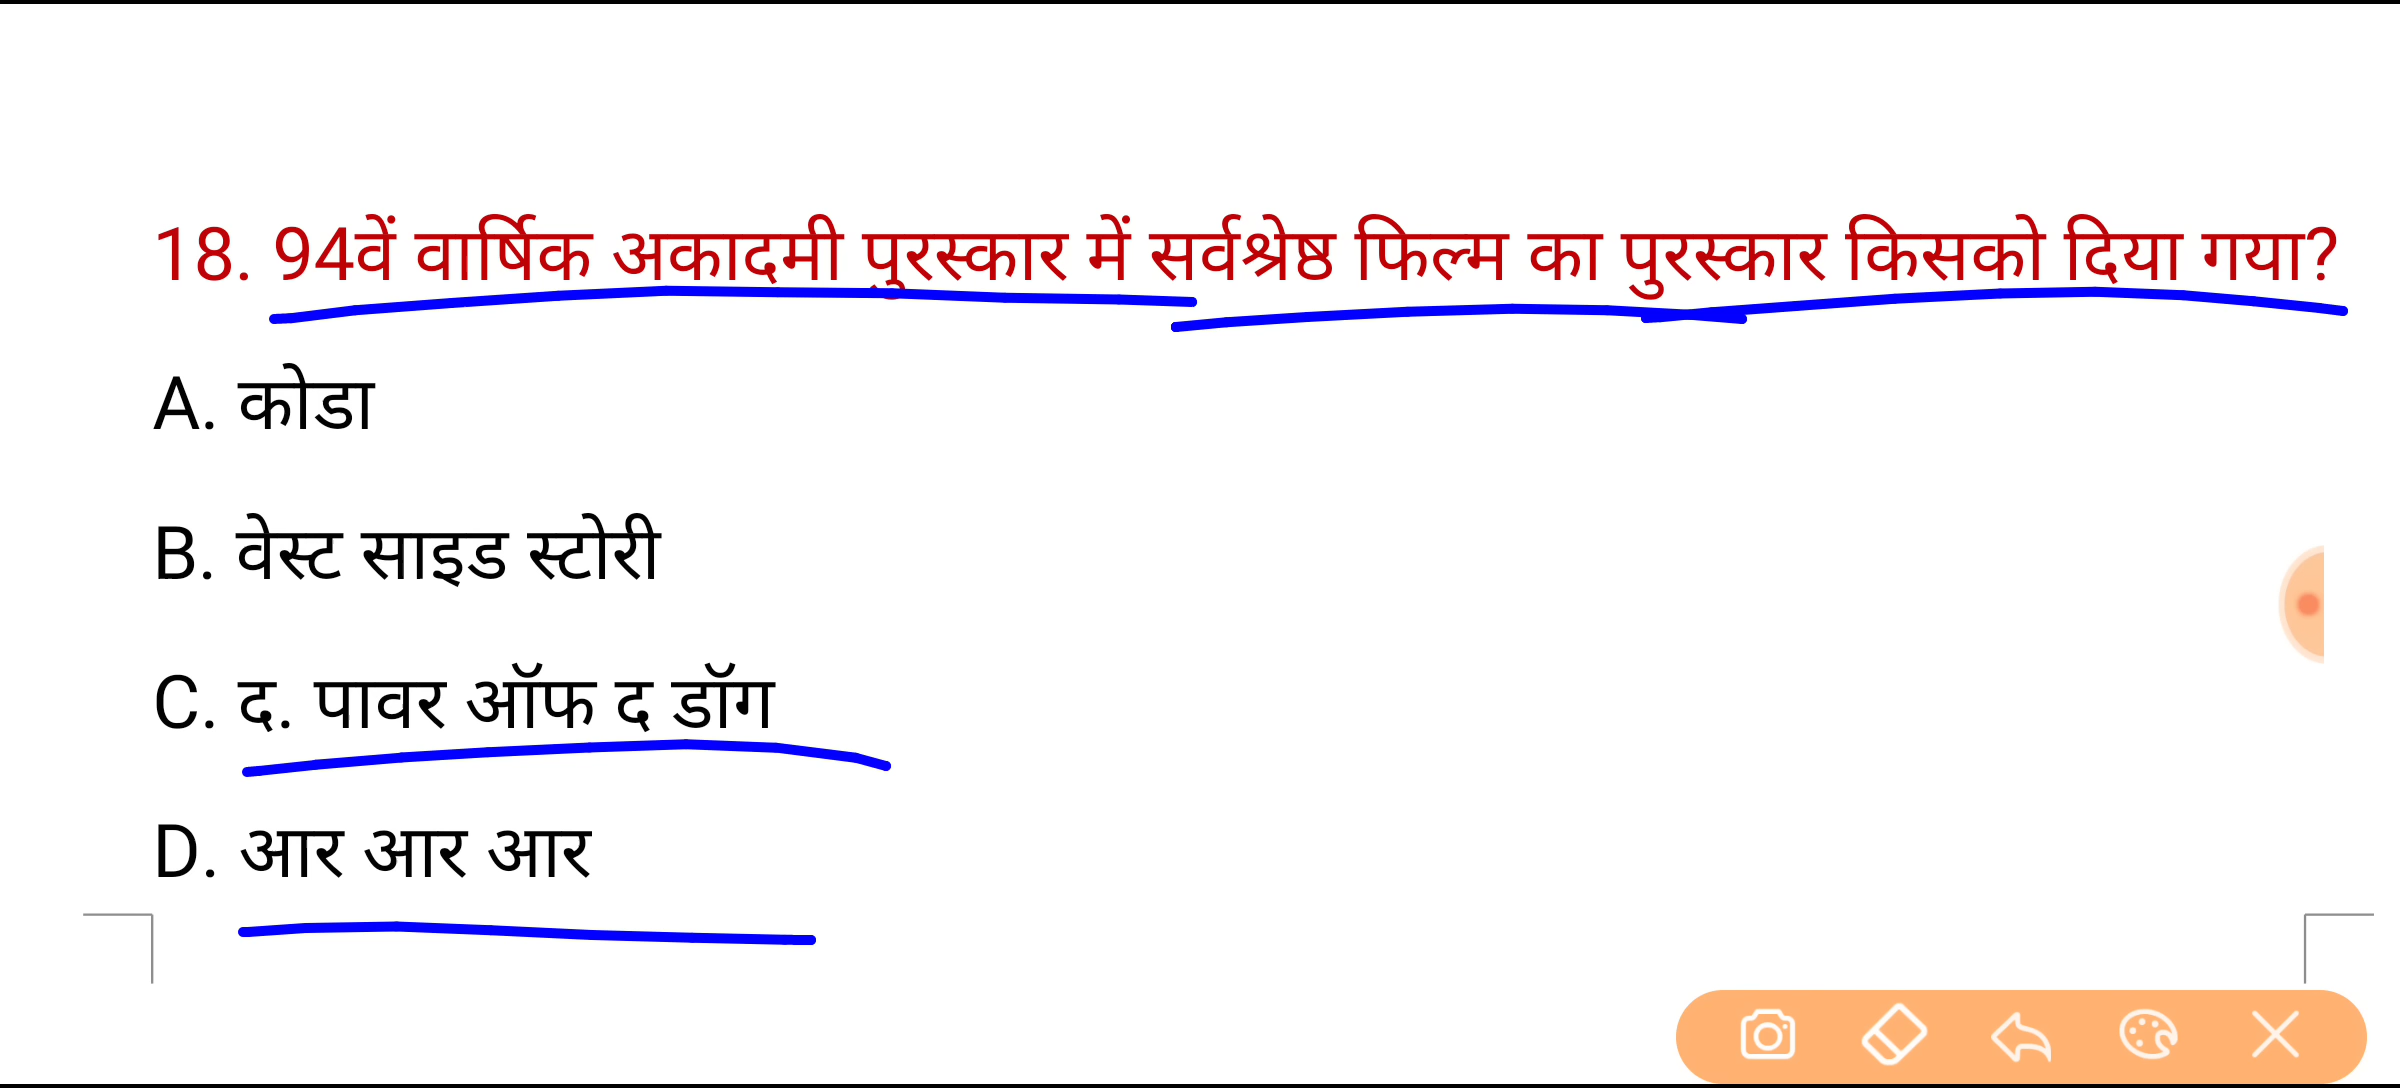 18. 94वें वार्षिक अकादमी पुरस्कार में सर्वश्रेष्ठ फिल्म का पुरस्कार किसको दिया गया?
A. कोडा
B. वेस्ट साइड स्टोरी
C. द. पावर ऑफ द डॉग
D. आर आर आर